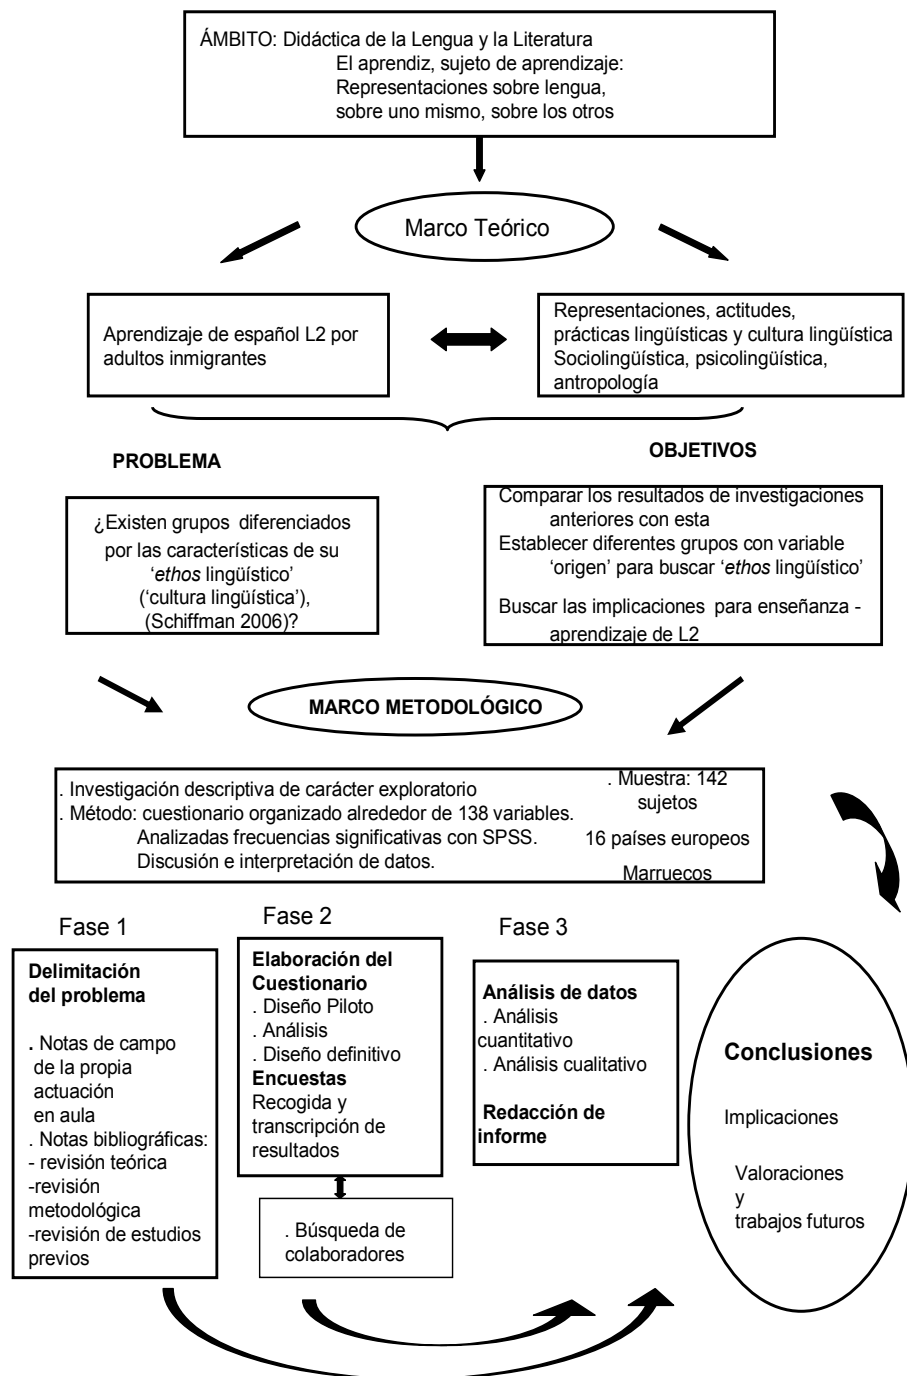 ÁMBITO: Didáctica de la Lengua y la Literatura
El aprendiz, sujeto de aprendizaje:
Representaciones sobre lengua,
sobre uno mismo, sobre los otros
Marco Teórico
Aprendizaje de español L2 por
adultos inmigrantes
Representaciones, actitudes,
prácticas lingüísticas y cultura lingüística
Sociolingüística, psicolingüística,
antropología
PROBLEMA
¿Existen grupos diferenciados
por las características de su
‘ethos lingüístico’
(‘cultura lingüística’),
(Schiffman 2006)?
OBJETIVOS
Comparar los resultados de investigaciones
anteriores con esta
Establecer diferentes grupos con variable
‘origen’ para buscar ‘ethos lingüístico’
Buscar las implicaciones para enseñanza -
aprendizaje de L2
MARCO METODOLÓGICO
. Investigación descriptiva de carácter exploratorio
. Método: cuestionario organizado alrededor de 138 variables.
Analizadas frecuencias significativas con SPSS.
Discusión e interpretación de datos.
. Muestra: 142
sujetos
16 países europeos
Marruecos
Fase 1
Delimitación
del problema
. Notas de campo
de la propia
actuación
en aula
. Notas bibliográficas:
- revisión teórica
-revisión
metodológica
-revisión de estudios
previos
Fase 2
Elaboración del
Cuestionario
. Diseño Piloto
. Análisis
. Diseño definitivo
Encuestas
Recogida y
transcripción de
resultados
. Búsqueda de
colaboradores
Fase 3
Análisis de datos
. Análisis
cuantitativo
. Análisis cualitativo
Redacción de
informe
Conclusiones
Implicaciones
Valoraciones
y
trabajos futuros